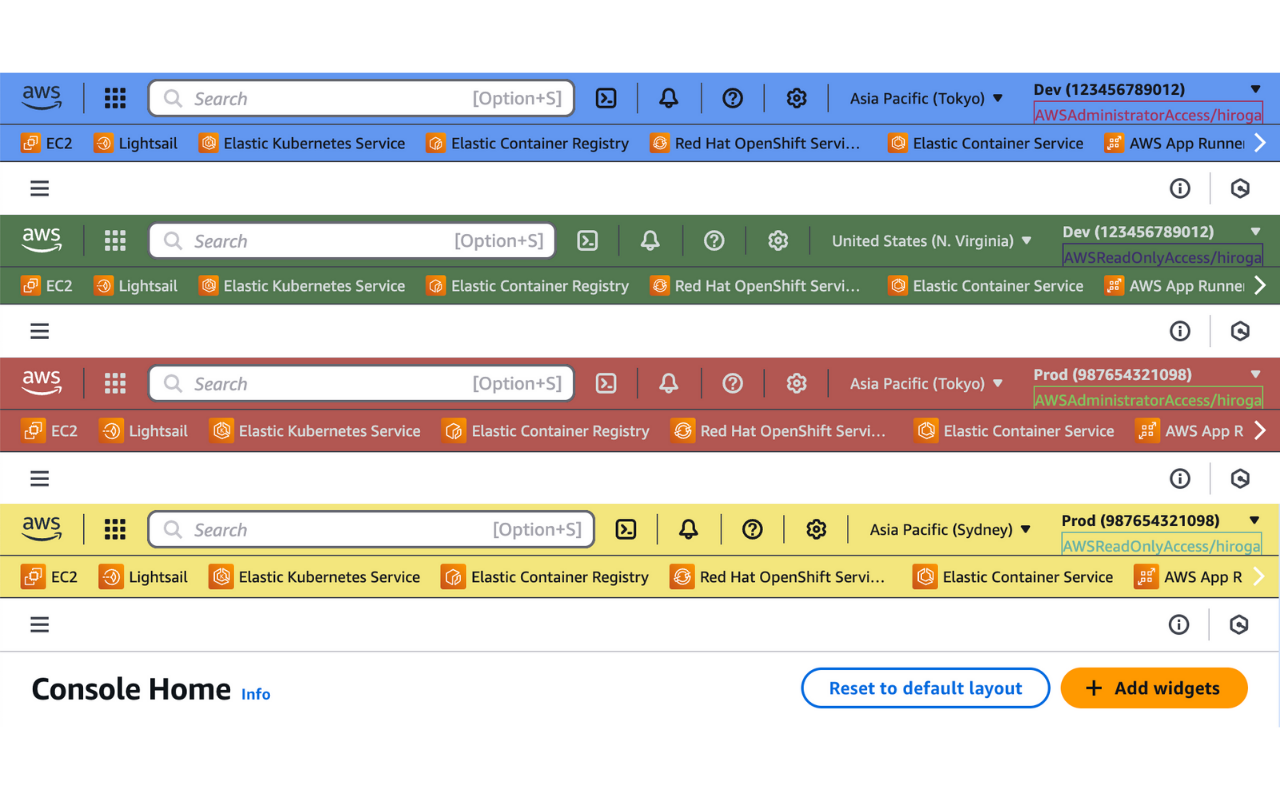 aws Search [Option+S] Asia Pacific (Tokyo) Dev (123456789012)
AWSAdministratorAccess/hiroga
EC2 Lightsail Elastic Kubernetes Service Elastic Container Registry Red Hat OpenShift Servi... Elastic Container Service AWS App Runner
aws Search [Option+S] United States (N. Virginia) Dev (123456789012)
AWSReadOnlyAccess/hiroga
EC2 Lightsail Elastic Kubernetes Service Elastic Container Registry Red Hat OpenShift Servi... Elastic Container Service AWS App Runner
aws Search [Option+S] Asia Pacific (Tokyo) Prod (987654321098)
AWSAdministratorAccess/hiroga
EC2 Lightsail Elastic Kubernetes Service Elastic Container Registry Red Hat OpenShift Servi... Elastic Container Service AWS App R
aws Search [Option+S] Asia Pacific (Sydney) Prod (987654321098)
AWSReadOnlyAccess/hiroga
EC2 Lightsail Elastic Kubernetes Service Elastic Container Registry Red Hat OpenShift Servi... Elastic Container Service AWS App R
Console Home Info Reset to default layout + Add widgets